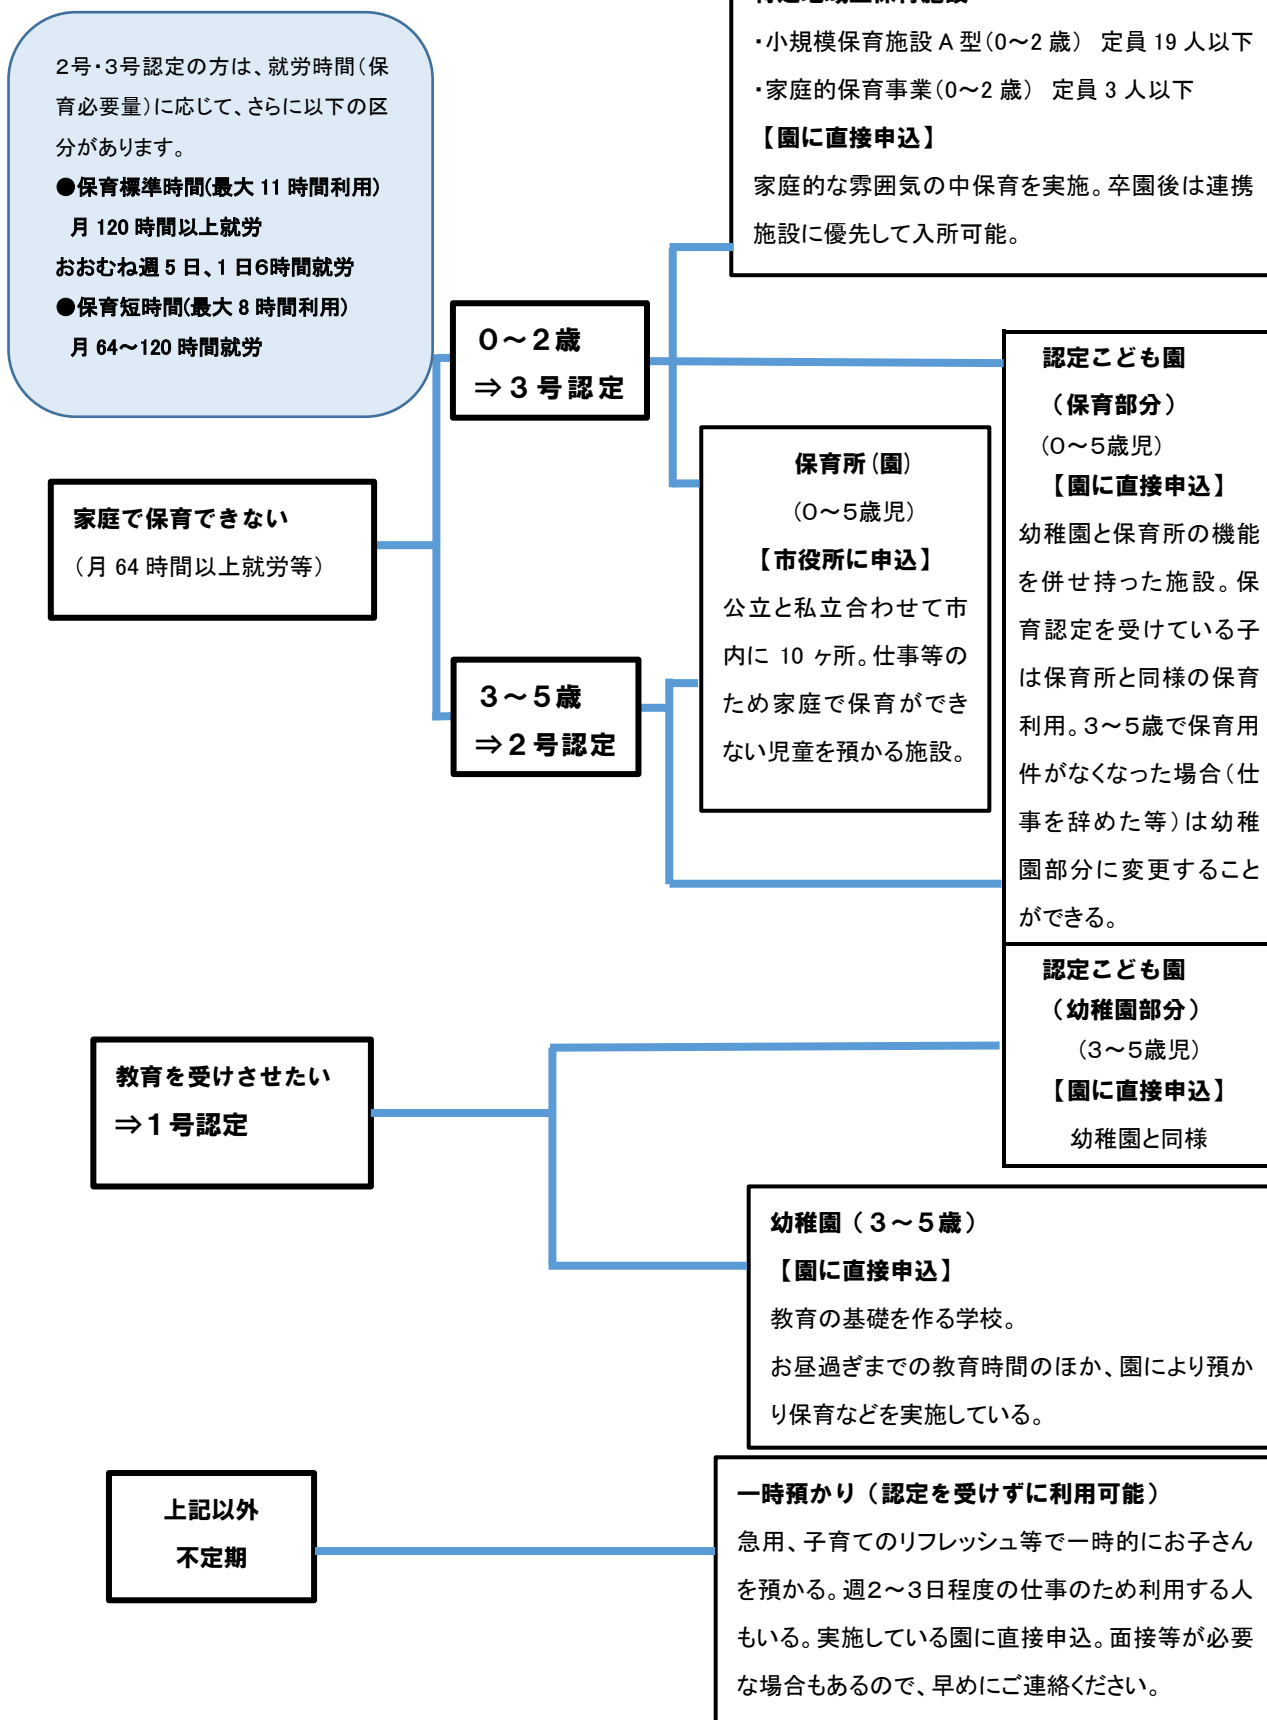 ２号・３号認定の方は、就労時間（保
育必要量）に応じて、さらに以下の区
分があります。
●保育標準時間(最大 11 時間利用)
月 120 時間以上就労
おおむね週 5 日、1 日6時間就労
●保育短時間(最大 8 時間利用)
月 64～120 時間就労
・小規模保育施設 A 型(0～2 歳)　定員 19 人以下
・家庭的保育事業(0～2 歳)　定員 3 人以下
【園に直接申込】
家庭的な雰囲気の中保育を実施。卒園後は連携
施設に優先して入所可能。
０～２歳
⇒３号認定
家庭で保育できない
（月 64 時間以上就労等）
３～５歳
⇒２号認定
保育所(園)
(０～５歳児)
【市役所に申込】
公立と私立合わせて市
内に 10 ヶ所。仕事等の
ため家庭で保育ができ
ない児童を預かる施設。
認定こども園
（保育部分）
(０～５歳児)
【園に直接申込】
幼稚園と保育所の機能
を併せ持った施設。保
育認定を受けている子
は保育所と同様の保育
利用。３～５歳で保育用
件がなくなった場合（仕
事を辞めた等）は幼稚
園部分に変更すること
ができる。
認定こども園
（幼稚園部分）
(３～５歳児)
【園に直接申込】
幼稚園と同様
教育を受けさせたい
⇒１号認定
幼稚園（３～５歳）
【園に直接申込】
教育の基礎を作る学校。
お昼過ぎまでの教育時間のほか、園により預か
り保育などを実施している。
上記以外
不定期
一時預かり（認定を受けずに利用可能）
急用、子育てのリフレッシュ等で一時的にお子さん
を預かる。週２～３日程度の仕事のため利用する人
もいる。実施している園に直接申込。面接等が必要
な場合もあるので、早めにご連絡ください。